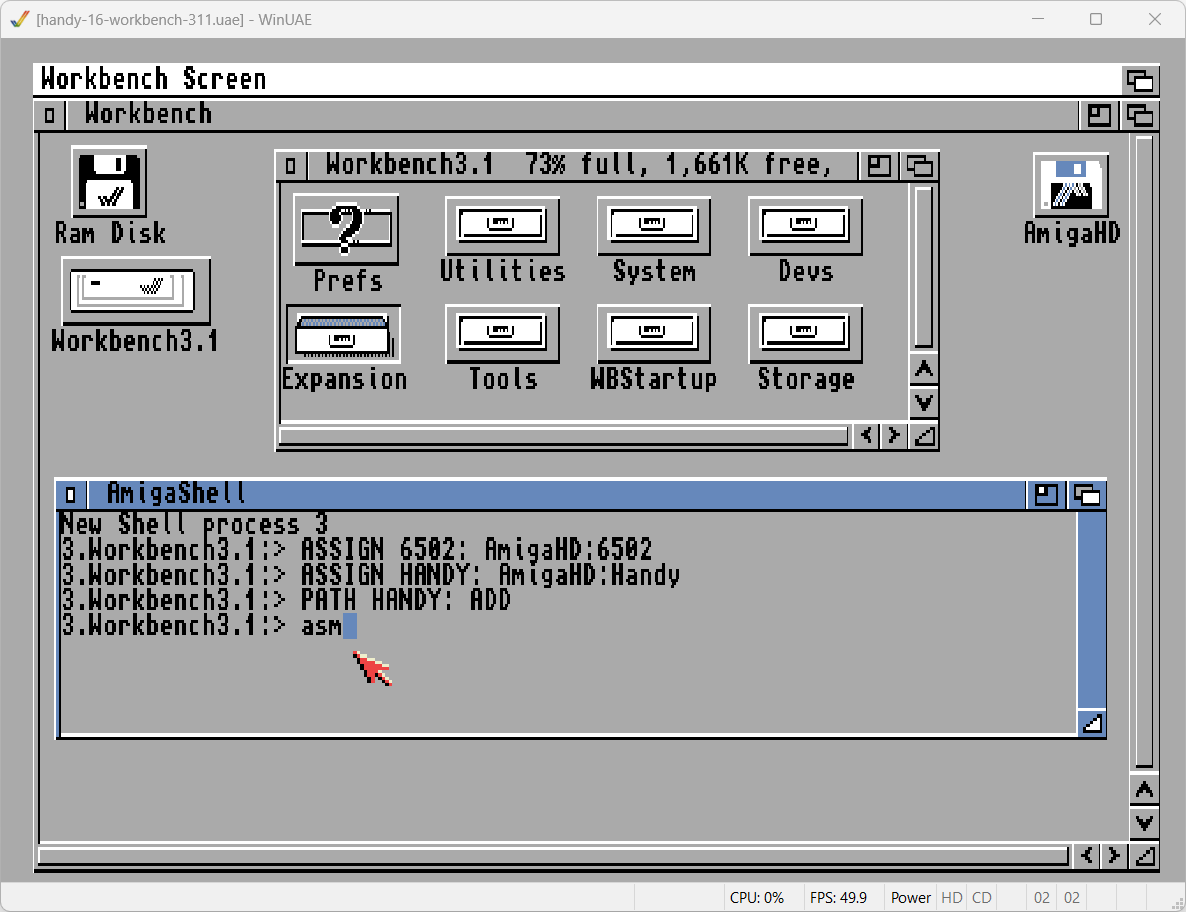 [handy-16-workbench-311.uae] - WinUAE
Workbench Screen
Workbench
Ram Disk
Workbench3.1
Workbench3.1 73% full, 1,661K free,
Prefs
Utilities
System
Devs
Expansion
Tools
WBStartup
Storage
AmigaHD
AmigaShell
New Shell process 3
3.Workbench3.1:> ASSIGN 6502: AmigaHD:6502
3.Workbench3.1:> ASSIGN HANDY: AmigaHD:Handy
3.Workbench3.1:> PATH HANDY: ADD
3.Workbench3.1:> asm
CPU: 0% FPS: 49.9 Power HD CD 02 02